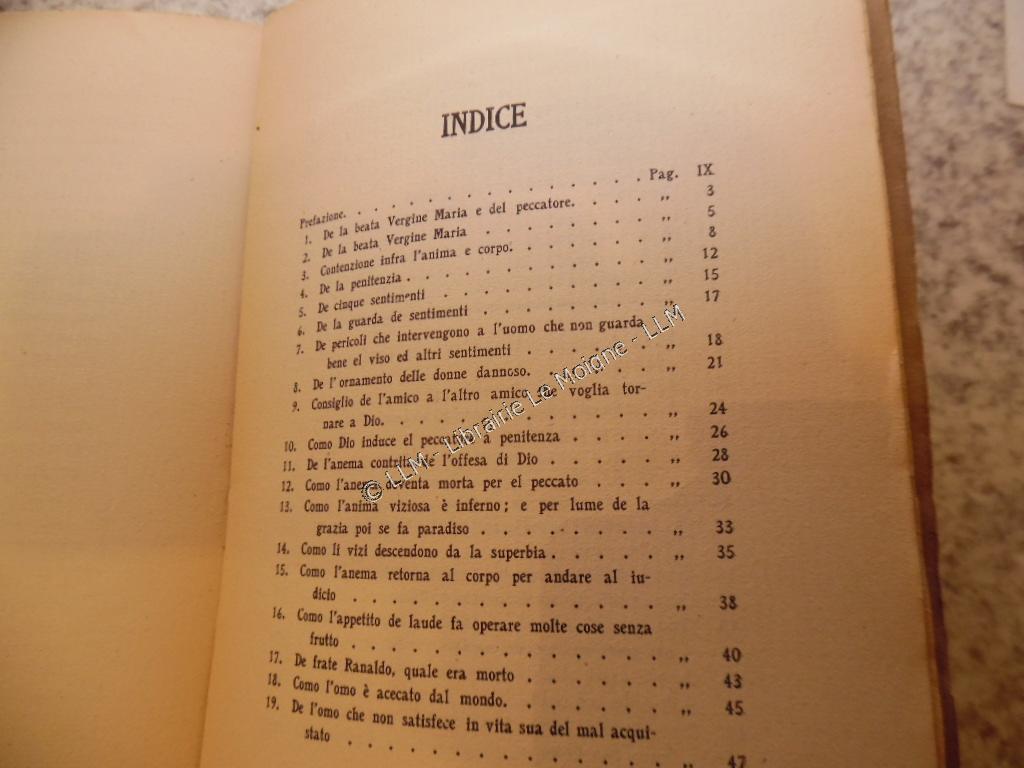 INDICE
Prefazione. . . . . . . . . . . . . . . . Pag. IX
1. De la beata Vergine Maria e del peccatore. . . . „ 3
2. De la beata Vergine Maria . . . . . . . . „ 5
3. Contenzione infra l'anima e corpo. . . . . . . „ 8
4. De la penitenzia . . . . . . . . . . . „ 12
5. De cinque sentimenti . . . . . . . . . . „ 15
6. De la guarda de sentimenti . . . . . . . . „ 17
7. De pericoli che intervengono a l'uomo che non guarda
bene el viso ed altri sentimenti . . . . . . „ 18
8. De l'ornamento delle donne dannoso. . . . . . „ 21
9. Consiglio de l'amico a l'altro amico che voglia tor-
nare a Dio. . . . . . . . . . . . . „ 24
10. Como Dio induce el peccatore a penitenza . . . . „ 26
11. De l'anema contrita de l'offesa di Dio . . . . . „ 28
12. Como l'anema deventa morta per el peccato . . . „ 30
13. Como l'anima viziosa è inferno; e per lume de la
grazia poi se fa paradiso . . . . . . . . „ 33
14. Como li vizi descendono da la superbia . . . . . „ 35
15. Como l'anema retorna al corpo per andare al iu-
dicio . . . . . . . . . . . . . . „ 38
16. Como l'appetito de laude fa operare molte cose senza
frutto . . . . . . . . . . . . . . „ 40
17. De frate Ranaldo, quale era morto . . . . . . „ 43
18. Como l'omo è acecato dal mondo. . . . . . . „ 45
19. De l'omo che non satisfece in vita sua del mal acqui-
stato . . . . . . . . . . . . . . „ 47
© LLM - Librairie Le Moigne - LLM